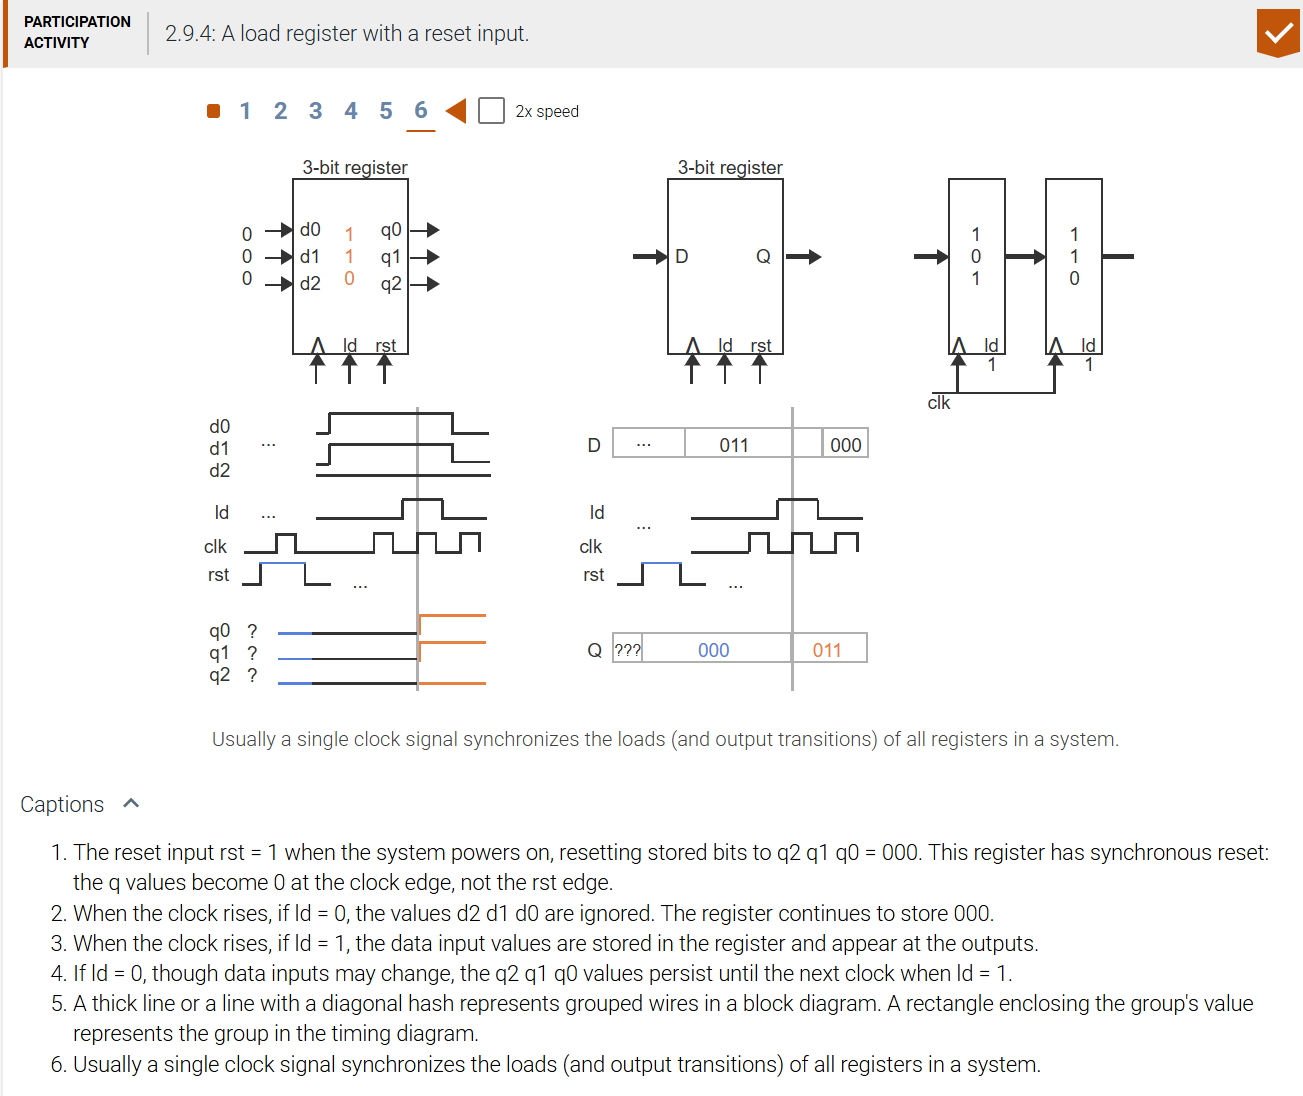 PARTICIPATION
ACTIVITY
2.9.4: A load register with a reset input.
1 2 3 4 5 6 2x speed
3-bit register
0 d0 1 q0
0 d1 1 q1
0 d2 0 q2
ld rst
3-bit register
D Q
ld rst
1 1
0 1
1 0
ld ld
1 1
clk
d0
d1 ...
d2
ld ...
clk
rst ...
q0 ?
q1 ?
q2 ?
D ... 011 000
ld
...
clk
rst ...
Q ??? 000 011
Usually a single clock signal synchronizes the loads (and output transitions) of all registers in a system.
Captions
1. The reset input rst = 1 when the system powers on, resetting stored bits to q2 q1 q0 = 000. This register has synchronous reset:
the q values become 0 at the clock edge, not the rst edge.
2. When the clock rises, if ld = 0, the values d2 d1 d0 are ignored. The register continues to store 000.
3. When the clock rises, if ld = 1, the data input values are stored in the register and appear at the outputs.
4. If ld = 0, though data inputs may change, the q2 q1 q0 values persist until the next clock when ld = 1.
5. A thick line or a line with a diagonal hash represents grouped wires in a block diagram. A rectangle enclosing the group's value
represents the group in the timing diagram.
6. Usually a single clock signal synchronizes the loads (and output transitions) of all registers in a system.